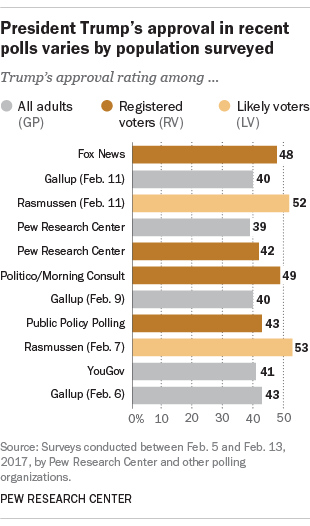 President Trump's approval in recent
polls varies by population surveyed
Trump's approval rating among ...
All adults (GP) Registered voters (RV) Likely voters (LV)
Fox News 48
Gallup (Feb. 11) 40
Rasmussen (Feb. 11) 52
Pew Research Center 39
Pew Research Center 42
Politico/Morning Consult 49
Gallup (Feb. 9) 40
Public Policy Polling 43
Rasmussen (Feb. 7) 53
YouGov 41
Gallup (Feb. 6) 43
0% 10 20 30 40 50
Source: Surveys conducted between Feb. 5 and Feb. 13,
2017, by Pew Research Center and other polling
organizations.
PEW RESEARCH CENTER